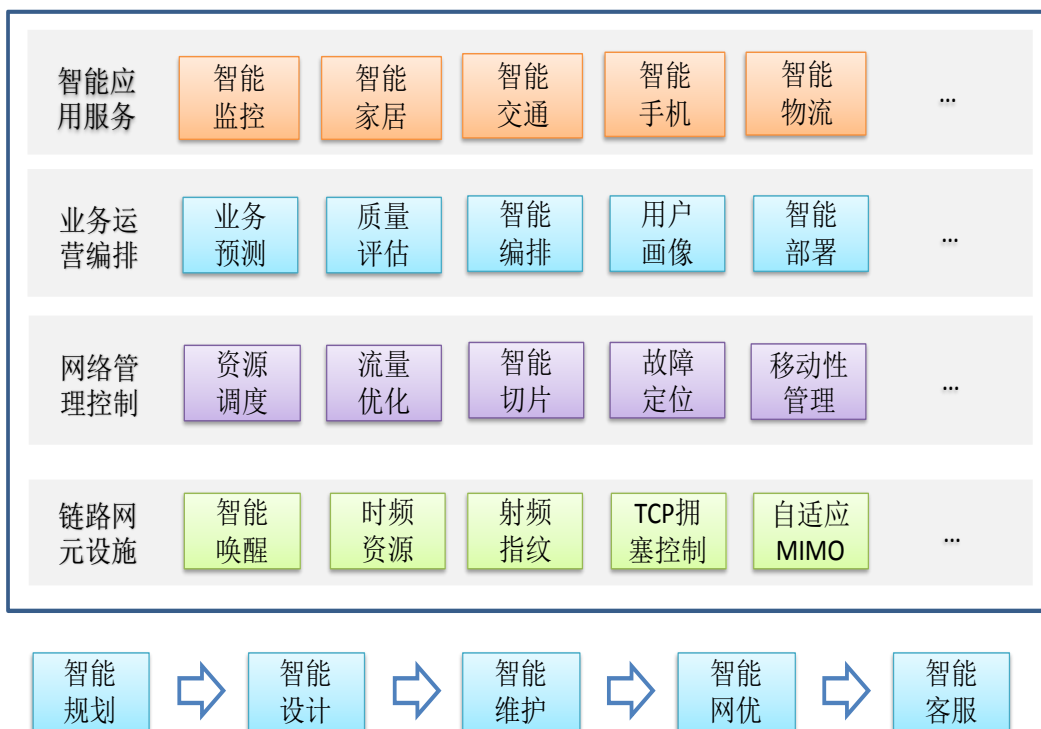 智能应
用服务
智能
监控
智能
家居
智能
交通
智能
手机
智能
物流
...
业务运
营编排
业务
预测
质量
评估
智能
编排
用户
画像
智能
部署
...
网络管
理控制
资源
调度
流量
优化
智能
切片
故障
定位
移动性
管理
...
链路网
元设施
智能
唤醒
时频
资源
射频
指纹
TCP拥
塞控制
自适应
MIMO
...
智能
规划
智能
设计
智能
维护
智能
网优
智能
客服